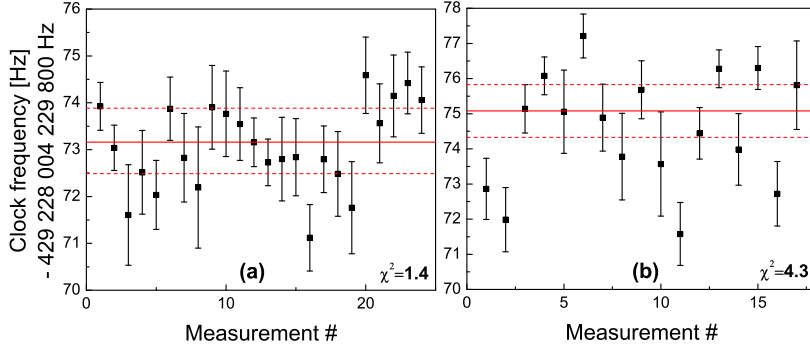 Clock frequency [Hz]
- 429 228 004 229 800 Hz
76
75
74
73
72
71
70
0 10 20
(a)
χ²=1.4
Measurement #
78
77
76
75
74
73
72
71
70
0 5 10 15
(b)
χ²=4.3
Measurement #